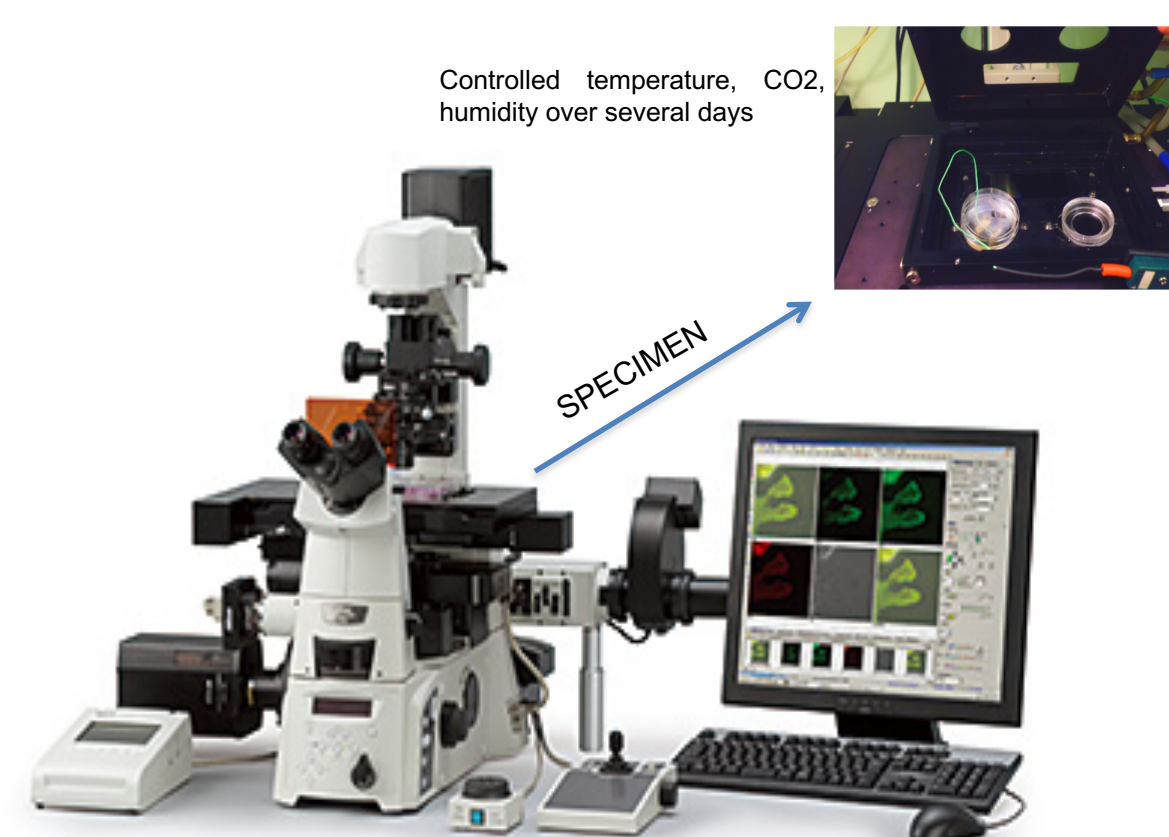 Controlled temperature, CO2,
humidity over several days
SPECIMEN